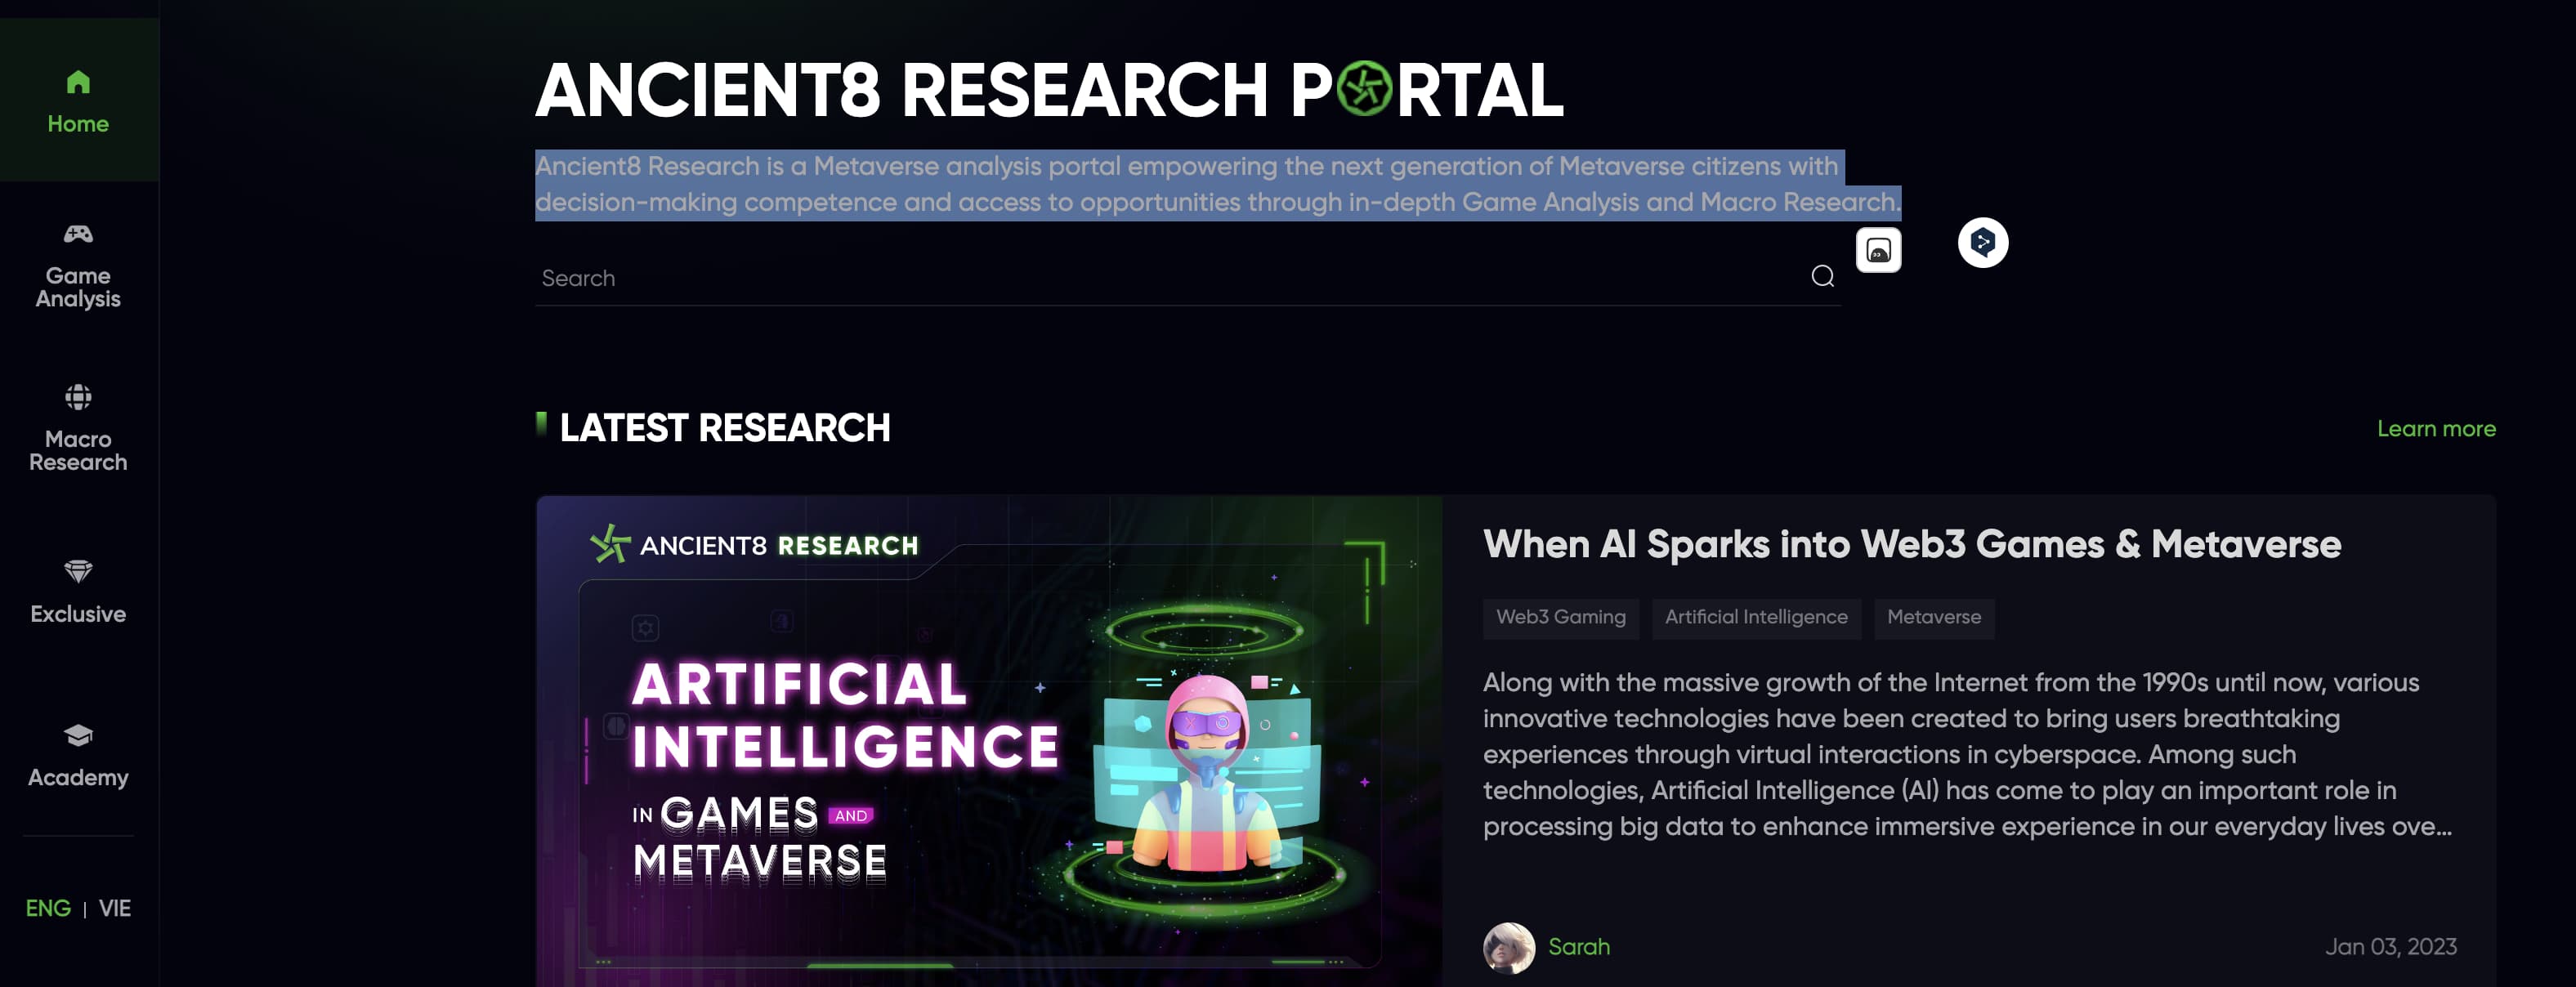 Home
Game
Analysis
Macro
Research
Exclusive
Academy
ENG | VIE
ANCIENT8 RESEARCH PORTAL
Ancient8 Research is a Metaverse analysis portal empowering the next generation of Metaverse citizens with
decision-making competence and access to opportunities through in-depth Game Analysis and Macro Research.
Search
LATEST RESEARCH
Learn more
ANCIENT8 RESEARCH
ARTIFICIAL
INTELLIGENCE
IN GAMES AND
METAVERSE
When AI Sparks into Web3 Games & Metaverse
Web3 Gaming Artificial Intelligence Metaverse
Along with the massive growth of the Internet from the 1990s until now, various
innovative technologies have been created to bring users breathtaking
experiences through virtual interactions in cyberspace. Among such
technologies, Artificial Intelligence (AI) has come to play an important role in
processing big data to enhance immersive experience in our everyday lives ove...
Sarah
Jan 03, 2023